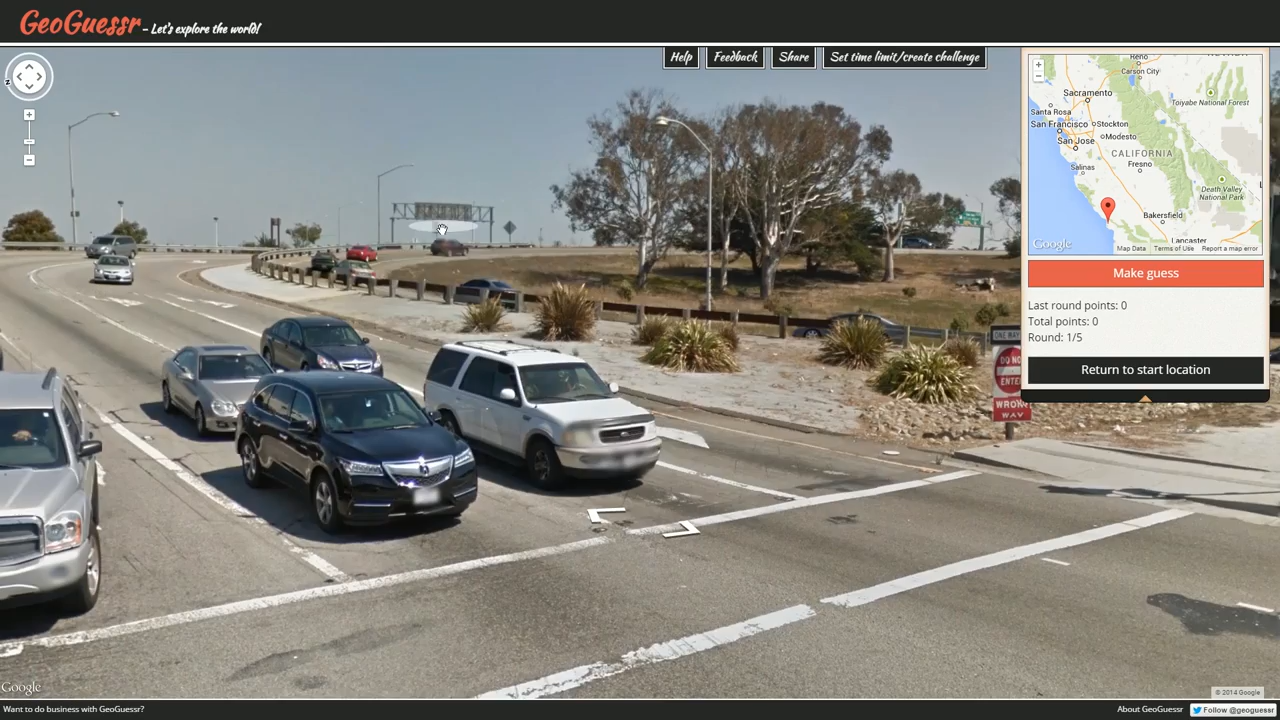 GeoGuessr - Let's explore the world!
Help
Feedback
Share
Set time limit/create challenge
Reno
Carson City
Sacramento
Toiyabe National Forest
Santa Rosa
San Francisco
Stockton
Modesto
San Jose
CALIFORNIA
Fresno
Salinas
Death Valley National Park
Bakersfield
Lancaster
Google
Map Data
Terms of Use
Report a map error
Make guess
Last round points: 0
Total points: 0
Round: 1/5
Return to start location
ONE WAY
DO NOT
ENTER
WRONG
WAY
Google
© 2014 Google
Want to do business with GeoGuessr?
About GeoGuessr
Follow @geoguessr